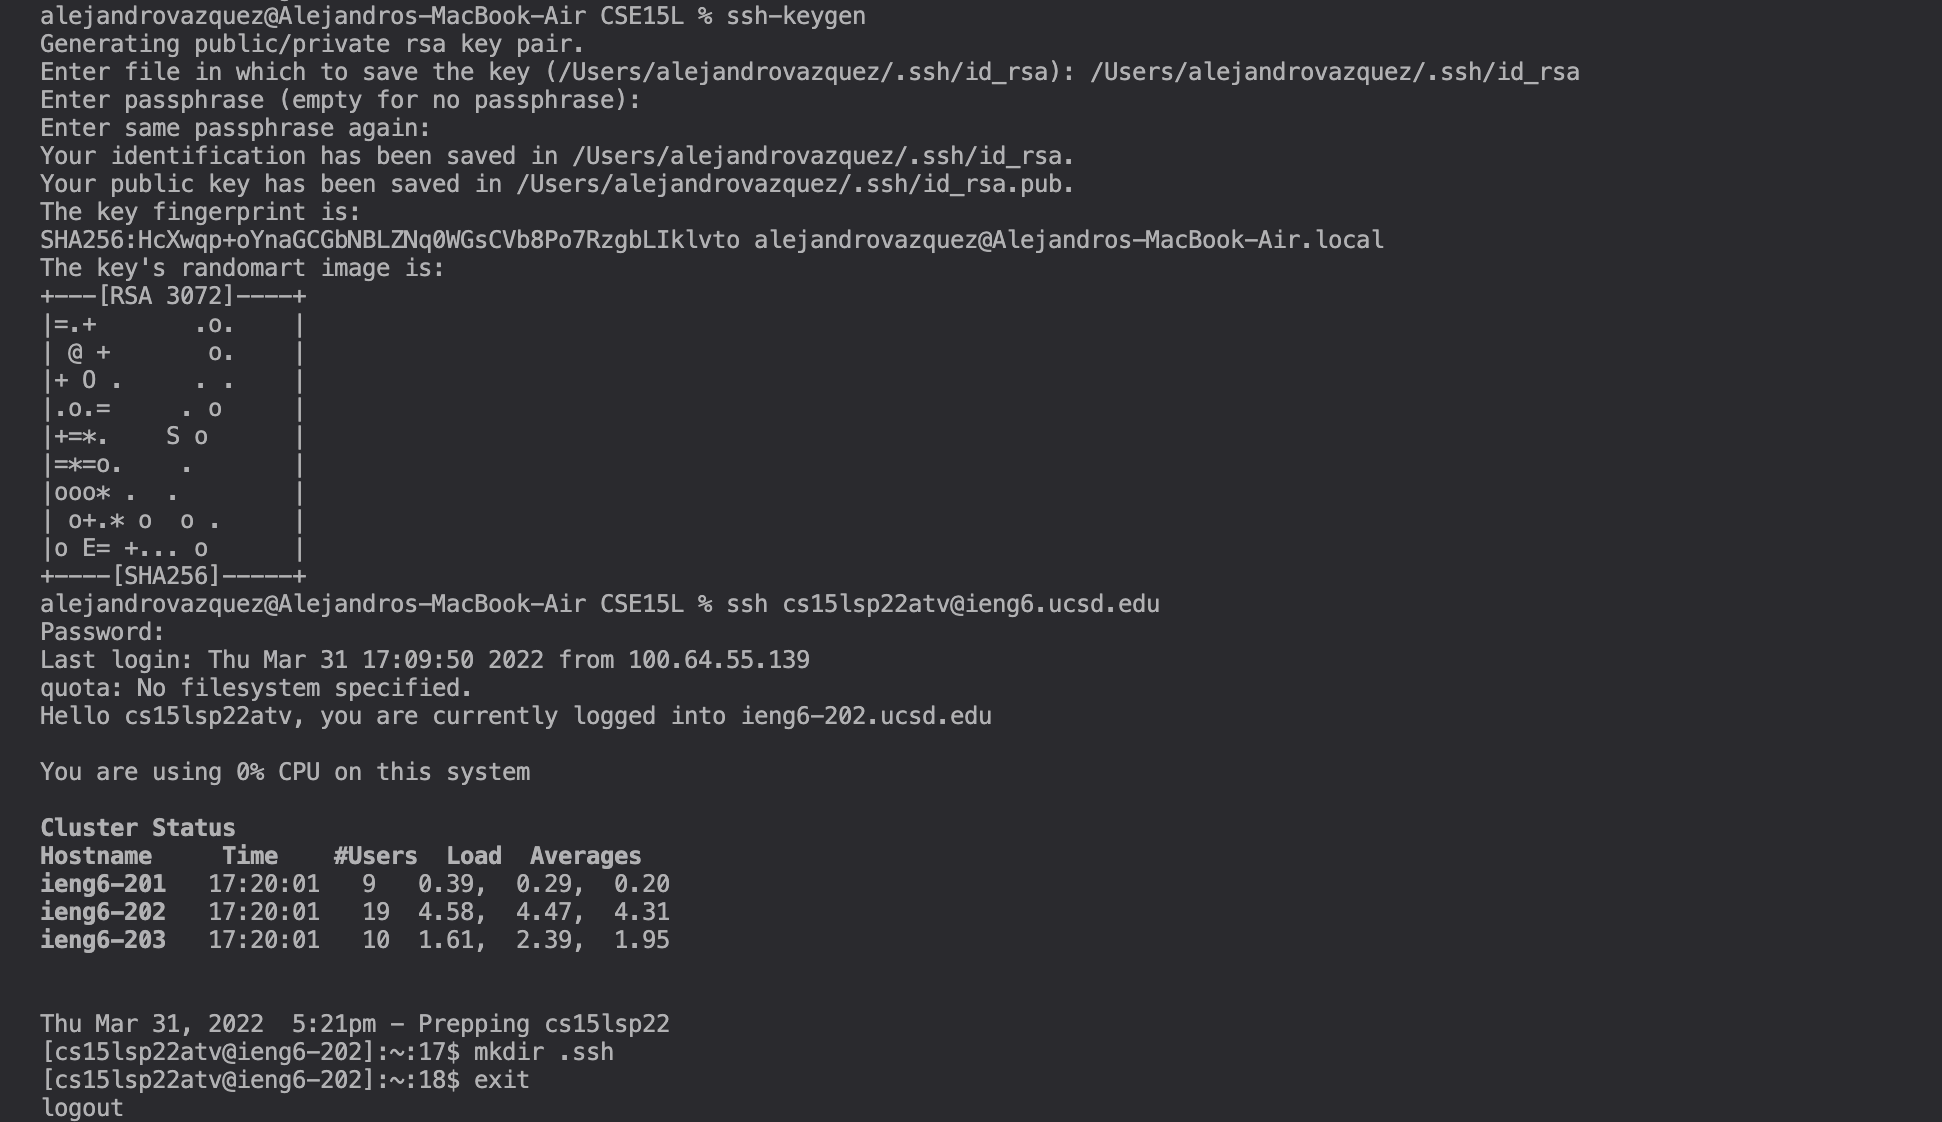 alejandrovazquez@Alejandros-MacBook-Air CSE15L % ssh-keygen
Generating public/private rsa key pair.
Enter file in which to save the key (/Users/alejandrovazquez/.ssh/id_rsa): /Users/alejandrovazquez/.ssh/id_rsa
Enter passphrase (empty for no passphrase):
Enter same passphrase again:
Your identification has been saved in /Users/alejandrovazquez/.ssh/id_rsa.
Your public key has been saved in /Users/alejandrovazquez/.ssh/id_rsa.pub.
The key fingerprint is:
SHA256:HcXwqp+oYnaGCGbNBLZNq0WGsCVb8Po7RzgbLIklvto alejandrovazquez@Alejandros-MacBook-Air.local
The key's randomart image is:
+---[RSA 3072]----+
|=.+       .o.    |
| @ +       o.    |
|+ O .     . .    |
|.o.=     . o     |
|+=*.    S o      |
|=*=o.    .       |
|ooo* .  .        |
| o+.* o  o .     |
|o E= +... o      |
+----[SHA256]-----+
alejandrovazquez@Alejandros-MacBook-Air CSE15L % ssh cs15lsp22atv@ieng6.ucsd.edu
Password:
Last login: Thu Mar 31 17:09:50 2022 from 100.64.55.139
quota: No filesystem specified.
Hello cs15lsp22atv, you are currently logged into ieng6-202.ucsd.edu
You are using 0% CPU on this system
Cluster Status
Hostname     Time    #Users  Load  Averages
ieng6-201   17:20:01   9   0.39,  0.29,  0.20
ieng6-202   17:20:01   19  4.58,  4.47,  4.31
ieng6-203   17:20:01   10  1.61,  2.39,  1.95
Thu Mar 31, 2022  5:21pm - Prepping cs15lsp22
[cs15lsp22atv@ieng6-202]:~:17$ mkdir .ssh
[cs15lsp22atv@ieng6-202]:~:18$ exit
logout